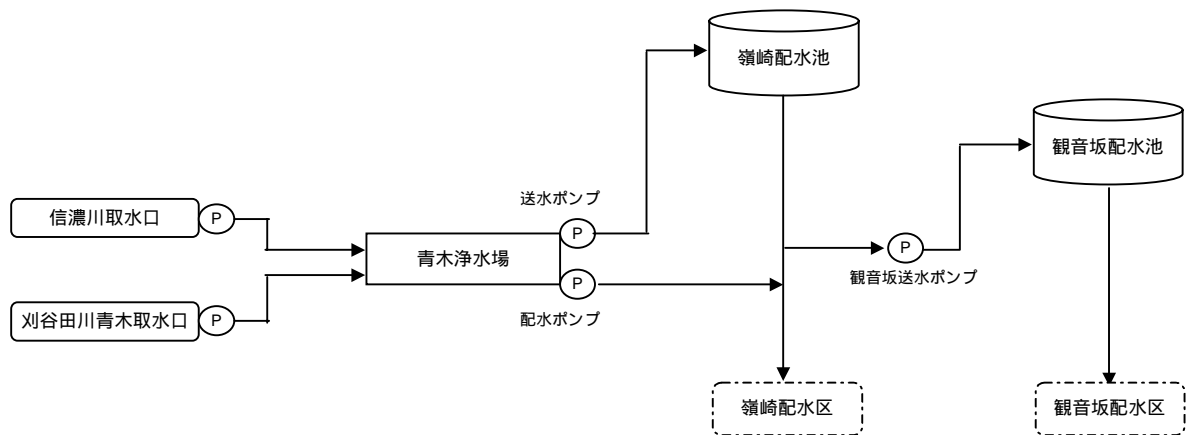 嶺崎配水池
観音坂配水池
送水ポンプ
信濃川取水口
P
P
青木浄水場
P
P
観音坂送水ポンプ
刈谷田川青木取水口
P
配水ポンプ
嶺崎配水区
観音坂配水区